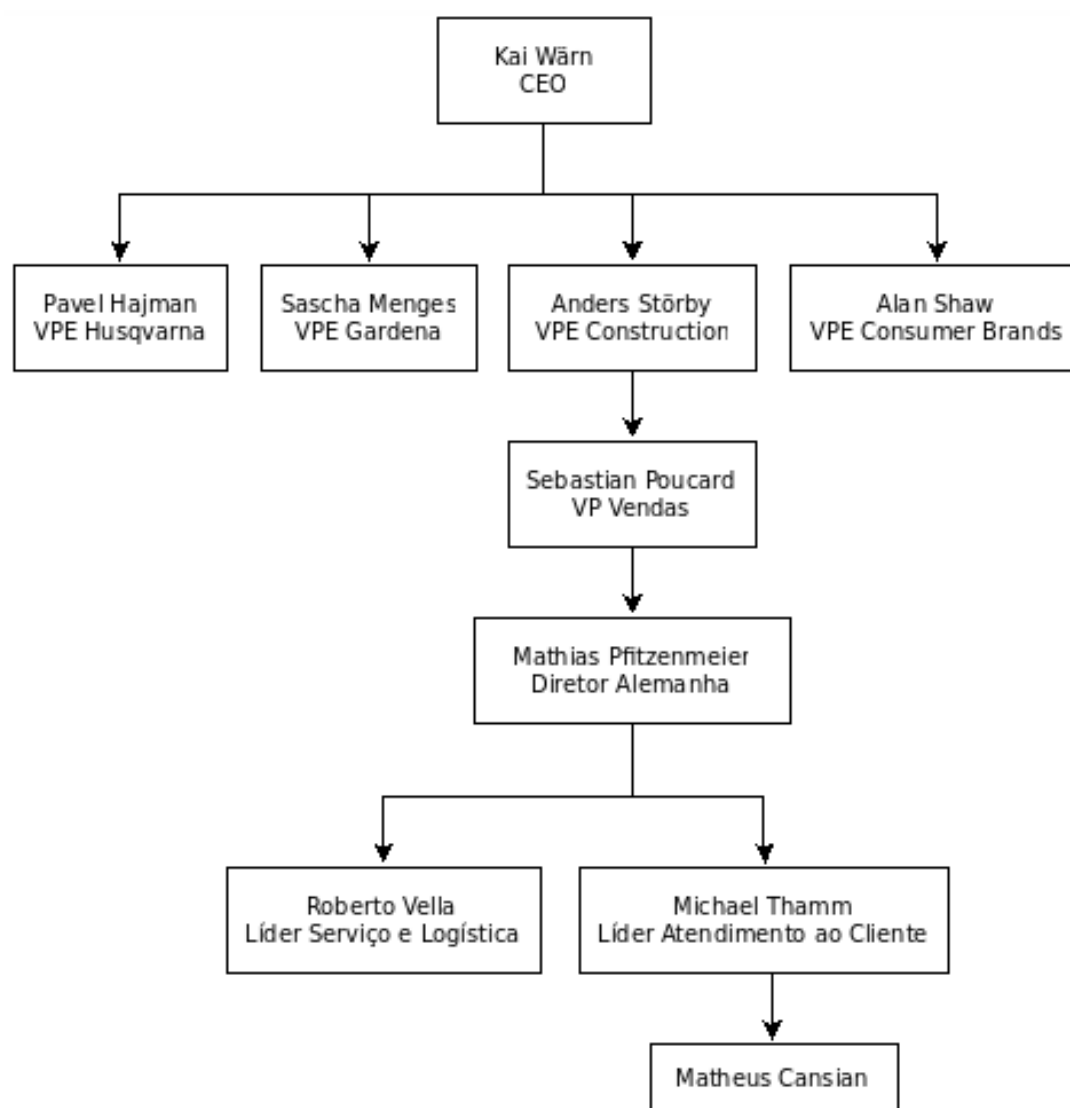 Kai Wärn
CEO
Pavel Hajman
VPE Husqvarna
Sascha Menges
VPE Gardena
Anders Störby
VPE Construction
Alan Shaw
VPE Consumer Brands
Sebastian Poucard
VP Vendas
Mathias Pfitzenmeier
Diretor Alemanha
Roberto Vella
Líder Serviço e Logística
Michael Thamm
Líder Atendimento ao Cliente
Matheus Cansian